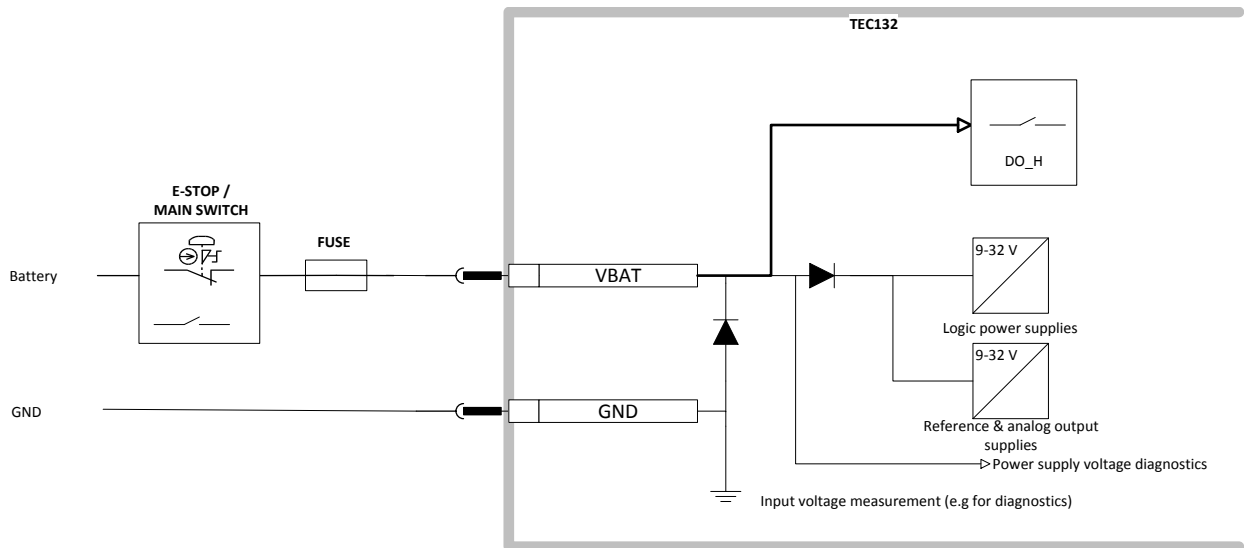 TEC132
DO_H
E-STOP /
MAIN SWITCH
FUSE
9-32 V
Battery
VBAT
Logic power supplies
9-32 V
GND
GND
Reference & analog output
supplies
Power supply voltage diagnostics
Input voltage measurement (e.g for diagnostics)